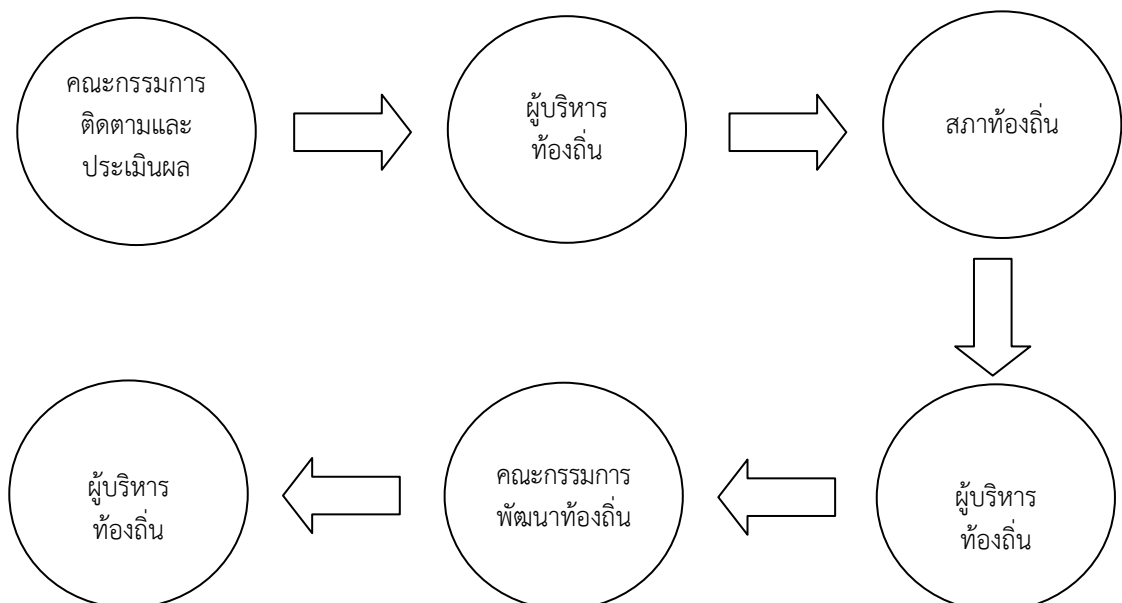 คณะกรรมการ
ติดตามและ
ประเมินผล
ผู้บริหาร
ท้องถิ่น
สภาท้องถิ่น
ผู้บริหาร
ท้องถิ่น
คณะกรรมการ
พัฒนาท้องถิ่น
ผู้บริหาร
ท้องถิ่น